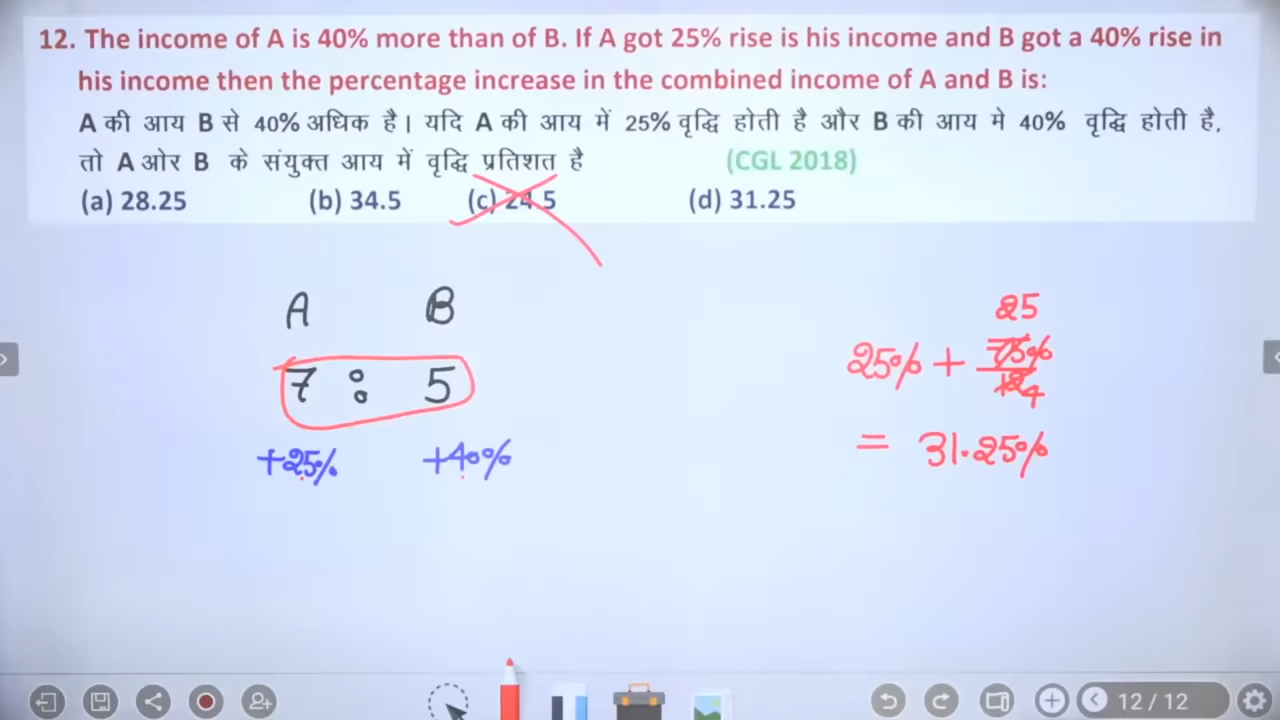 12. The income of A is 40% more than of B. If A got 25% rise is his income and B got a 40% rise in
his income then the percentage increase in the combined income of A and B is:
A की आय B से 40% अधिक है। यदि A की आय में 25% वृद्धि होती है और B की आय मे 40% वृद्धि होती है,
तो A ओर B के संयुक्त आय में वृद्धि प्रतिशत है (CGL 2018)
(a) 28.25 (b) 34.5 (c) 24.5 (d) 31.25
A B
7 : 5
+25% +40%
25
25% + 75%
12 4
= 31.25%
12 / 12